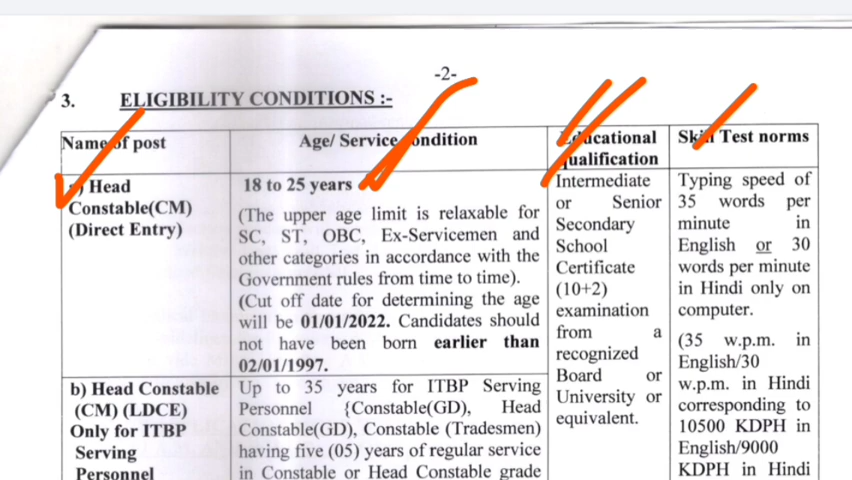 -2-
3. ELIGIBILITY CONDITIONS :-
Name of post
Age/ Service Condition
Educational
Qualification
Skill Test norms
a) Head
Constable(CM)
(Direct Entry)
18 to 25 years
(The upper age limit is relaxable for
SC, ST, OBC, Ex-Servicemen and
other categories in accordance with the
Government rules from time to time).
(Cut off date for determining the age
will be 01/01/2022. Candidates should
not have been born earlier than
02/01/1997.
Intermediate
or Senior
Secondary
School
Certificate
(10+2)
examination
from a
recognized
Board or
University or
equivalent.
Typing speed of
35 words per
minute in
English or 30
words per minute
in Hindi only on
computer.
(35 w.p.m. in
English/30
w.p.m. in Hindi
corresponding to
10500 KDPH in
English/9000
KDPH in Hindi
b) Head Constable
(CM) (LDCE)
Only for ITBP
Serving
Personnel
Up to 35 years for ITBP Serving
Personnel {Constable(GD), Head
Constable(GD), Constable (Tradesmen)
having five (05) years of regular service
in Constable or Head Constable grade